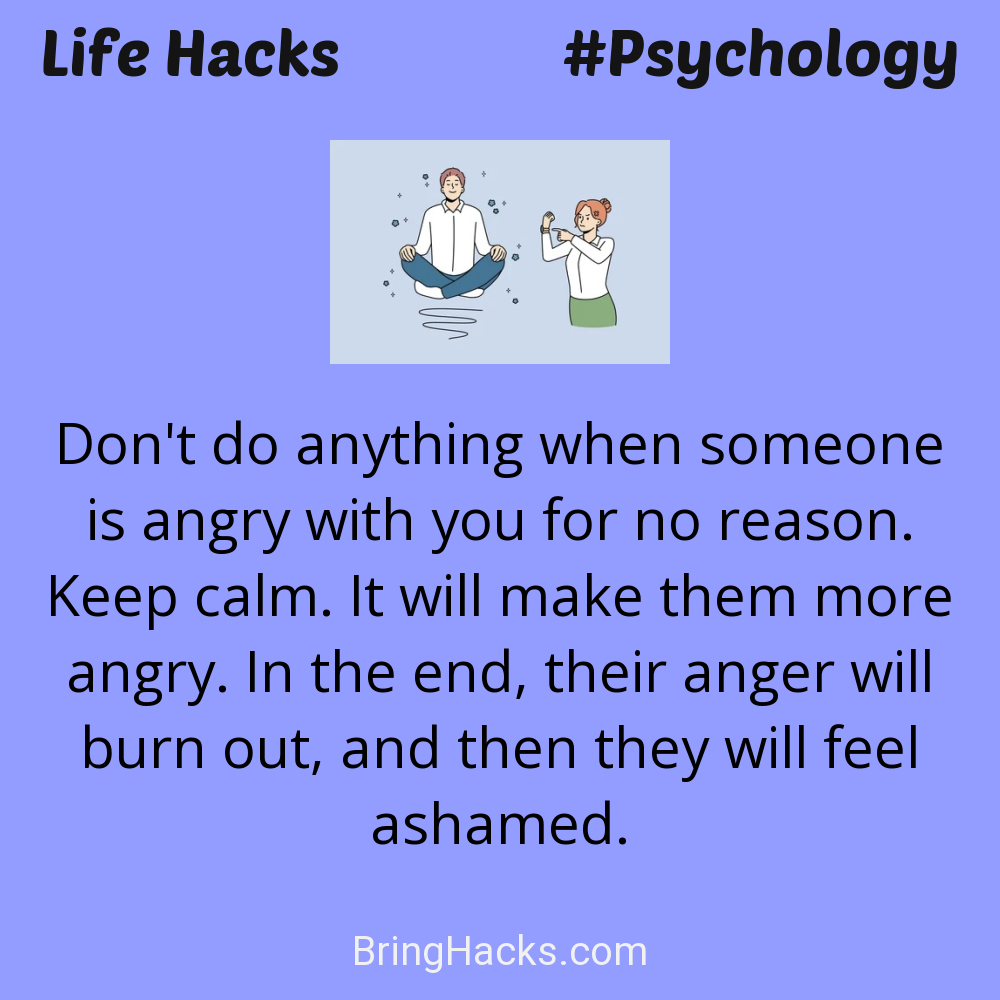 Life Hacks #Psychology
Don't do anything when someone
is angry with you for no reason.
Keep calm. It will make them more
angry. In the end, their anger will
burn out, and then they will feel
ashamed.
BringHacks.com